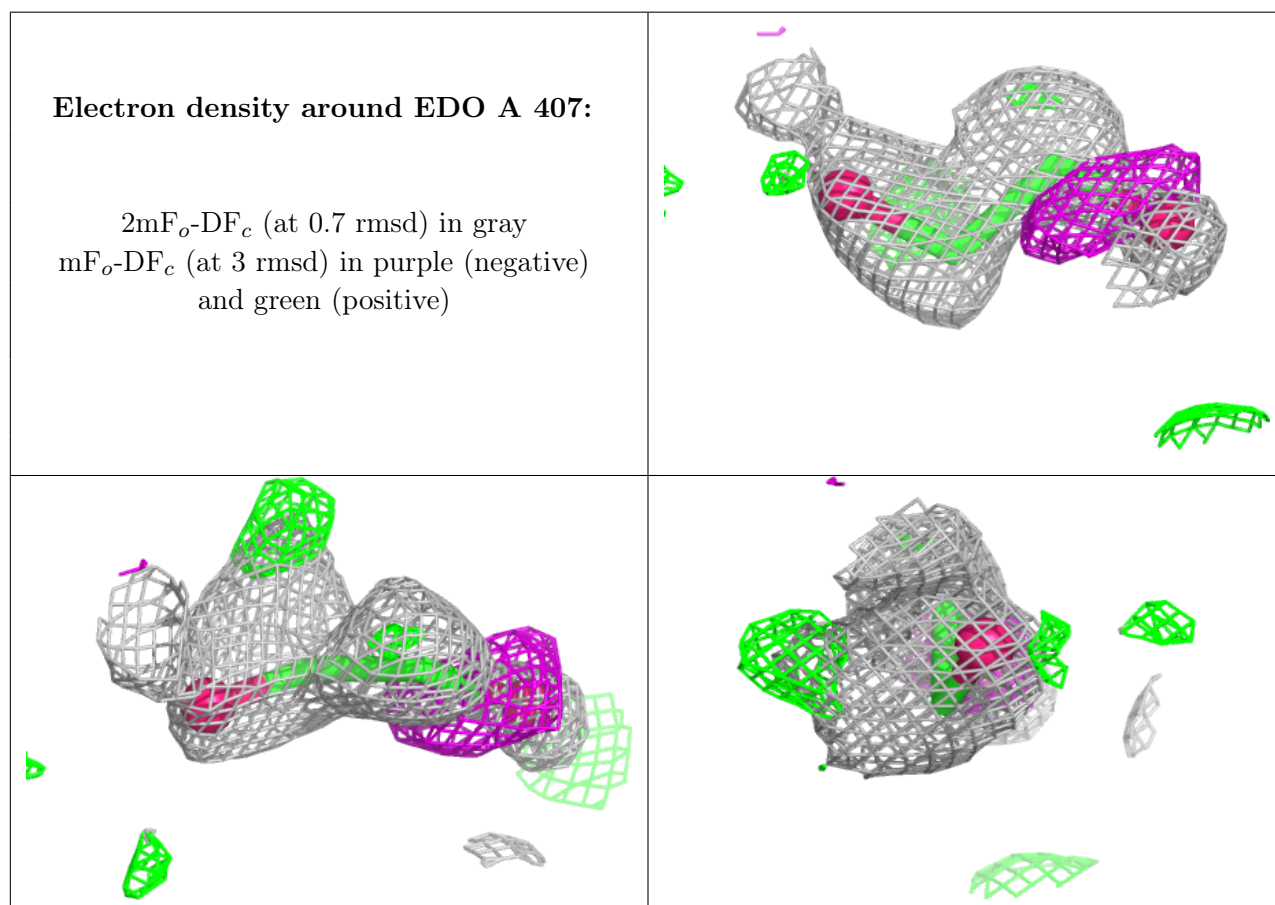 Electron density around EDO A 407:
2mFo-DFc (at 0.7 rmsd) in gray
mFo-DFc (at 3 rmsd) in purple (negative)
and green (positive)